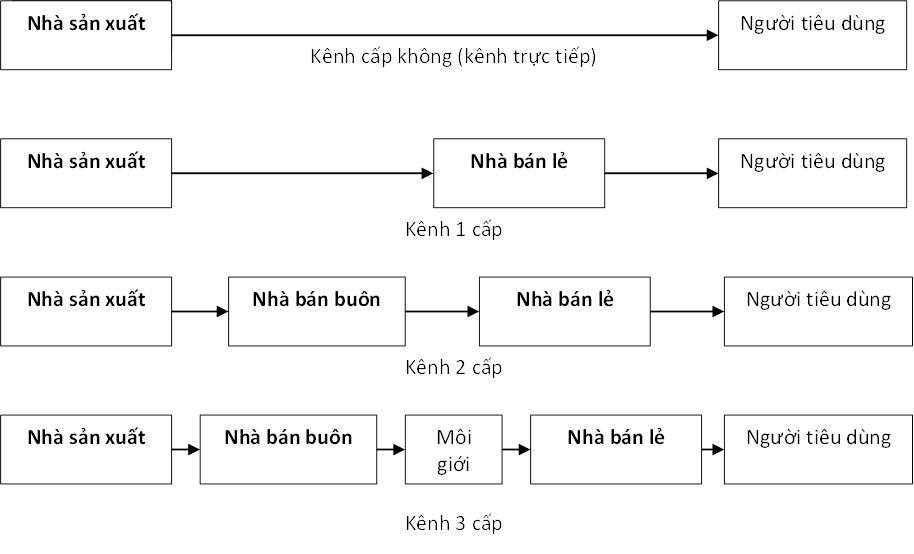 Nhà sản xuất
Người tiêu dùng
Kênh cấp không (kênh trực tiếp)
Nhà sản xuất
Nhà bán lẻ
Người tiêu dùng
Kênh 1 cấp
Nhà sản xuất
Nhà bán buôn
Nhà bán lẻ
Người tiêu dùng
Kênh 2 cấp
Nhà sản xuất
Nhà bán buôn
Môi
giới
Nhà bán lẻ
Người tiêu dùng
Kênh 3 cấp